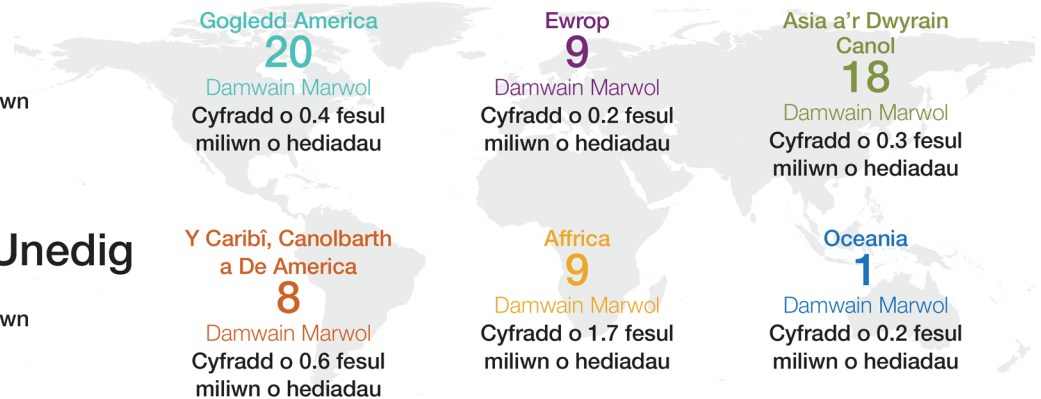 Gogledd America
20
Damwain Marwol
Cyfradd o 0.4 fesul
miliwn o hediadau
Ewrop
9
Damwain Marwol
Cyfradd o 0.2 fesul
miliwn o hediadau
Asia a’r Dwyrain
Canol
18
Damwain Marwol
Cyfradd o 0.3 fesul
miliwn o hediadau
wn
Unedig
wn
Y Caribî, Canolbarth
a De America
8
Damwain Marwol
Cyfradd o 0.6 fesul
miliwn o hediadau
Affrica
9
Damwain Marwol
Cyfradd o 1.7 fesul
miliwn o hediadau
Oceania
1
Damwain Marwol
Cyfradd o 0.2 fesul
miliwn o hediadau